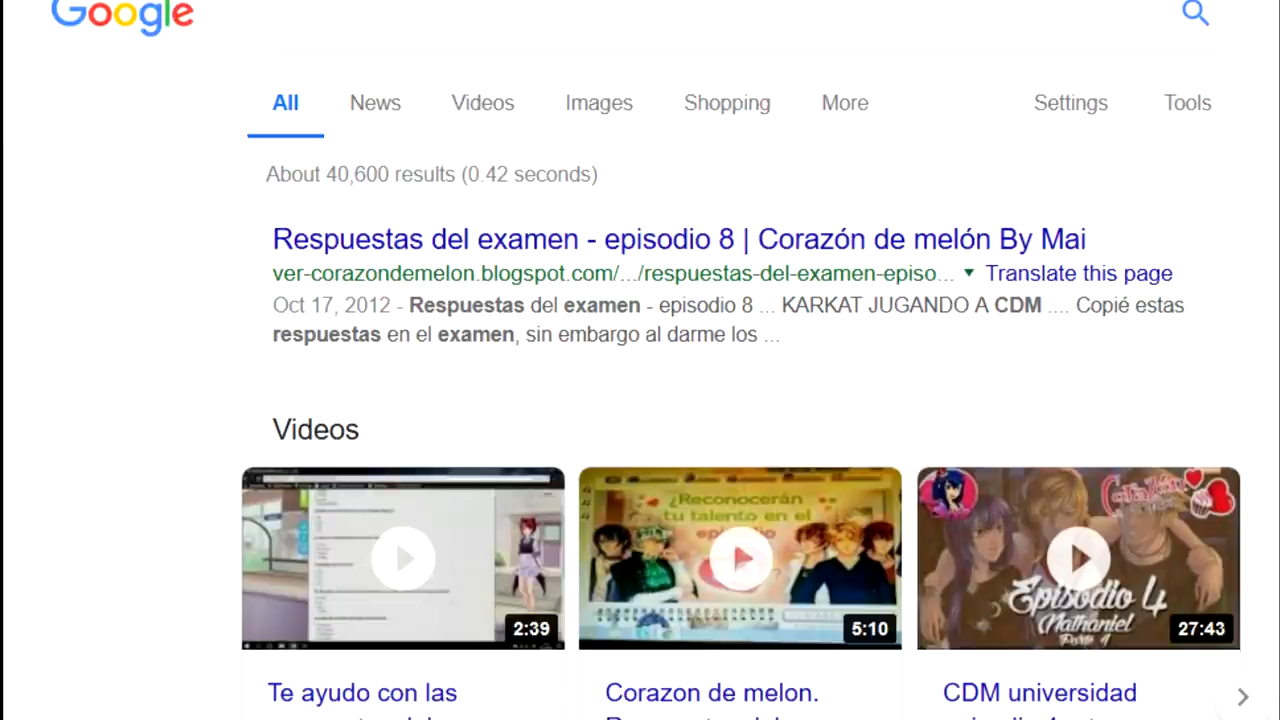 Google
All News Videos Images Shopping More Settings Tools
About 40,600 results (0.42 seconds)
Respuestas del examen - episodio 8 | Corazón de melón By Mai
ver-corazondemelon.blogspot.com/.../respuestas-del-examen-episo... Translate this page
Oct 17, 2012 - Respuestas del examen - episodio 8 ... KARKAT JUGANDO A CDM .... Copié estas
respuestas en el examen, sin embargo al darme los ...
Videos
¿Reconocerán
tu talento en el
episodio
Episodio 4
Nathaniel
Parte 1
2:39 5:10 27:43
Te ayudo con las Corazon de melon. CDM universidad